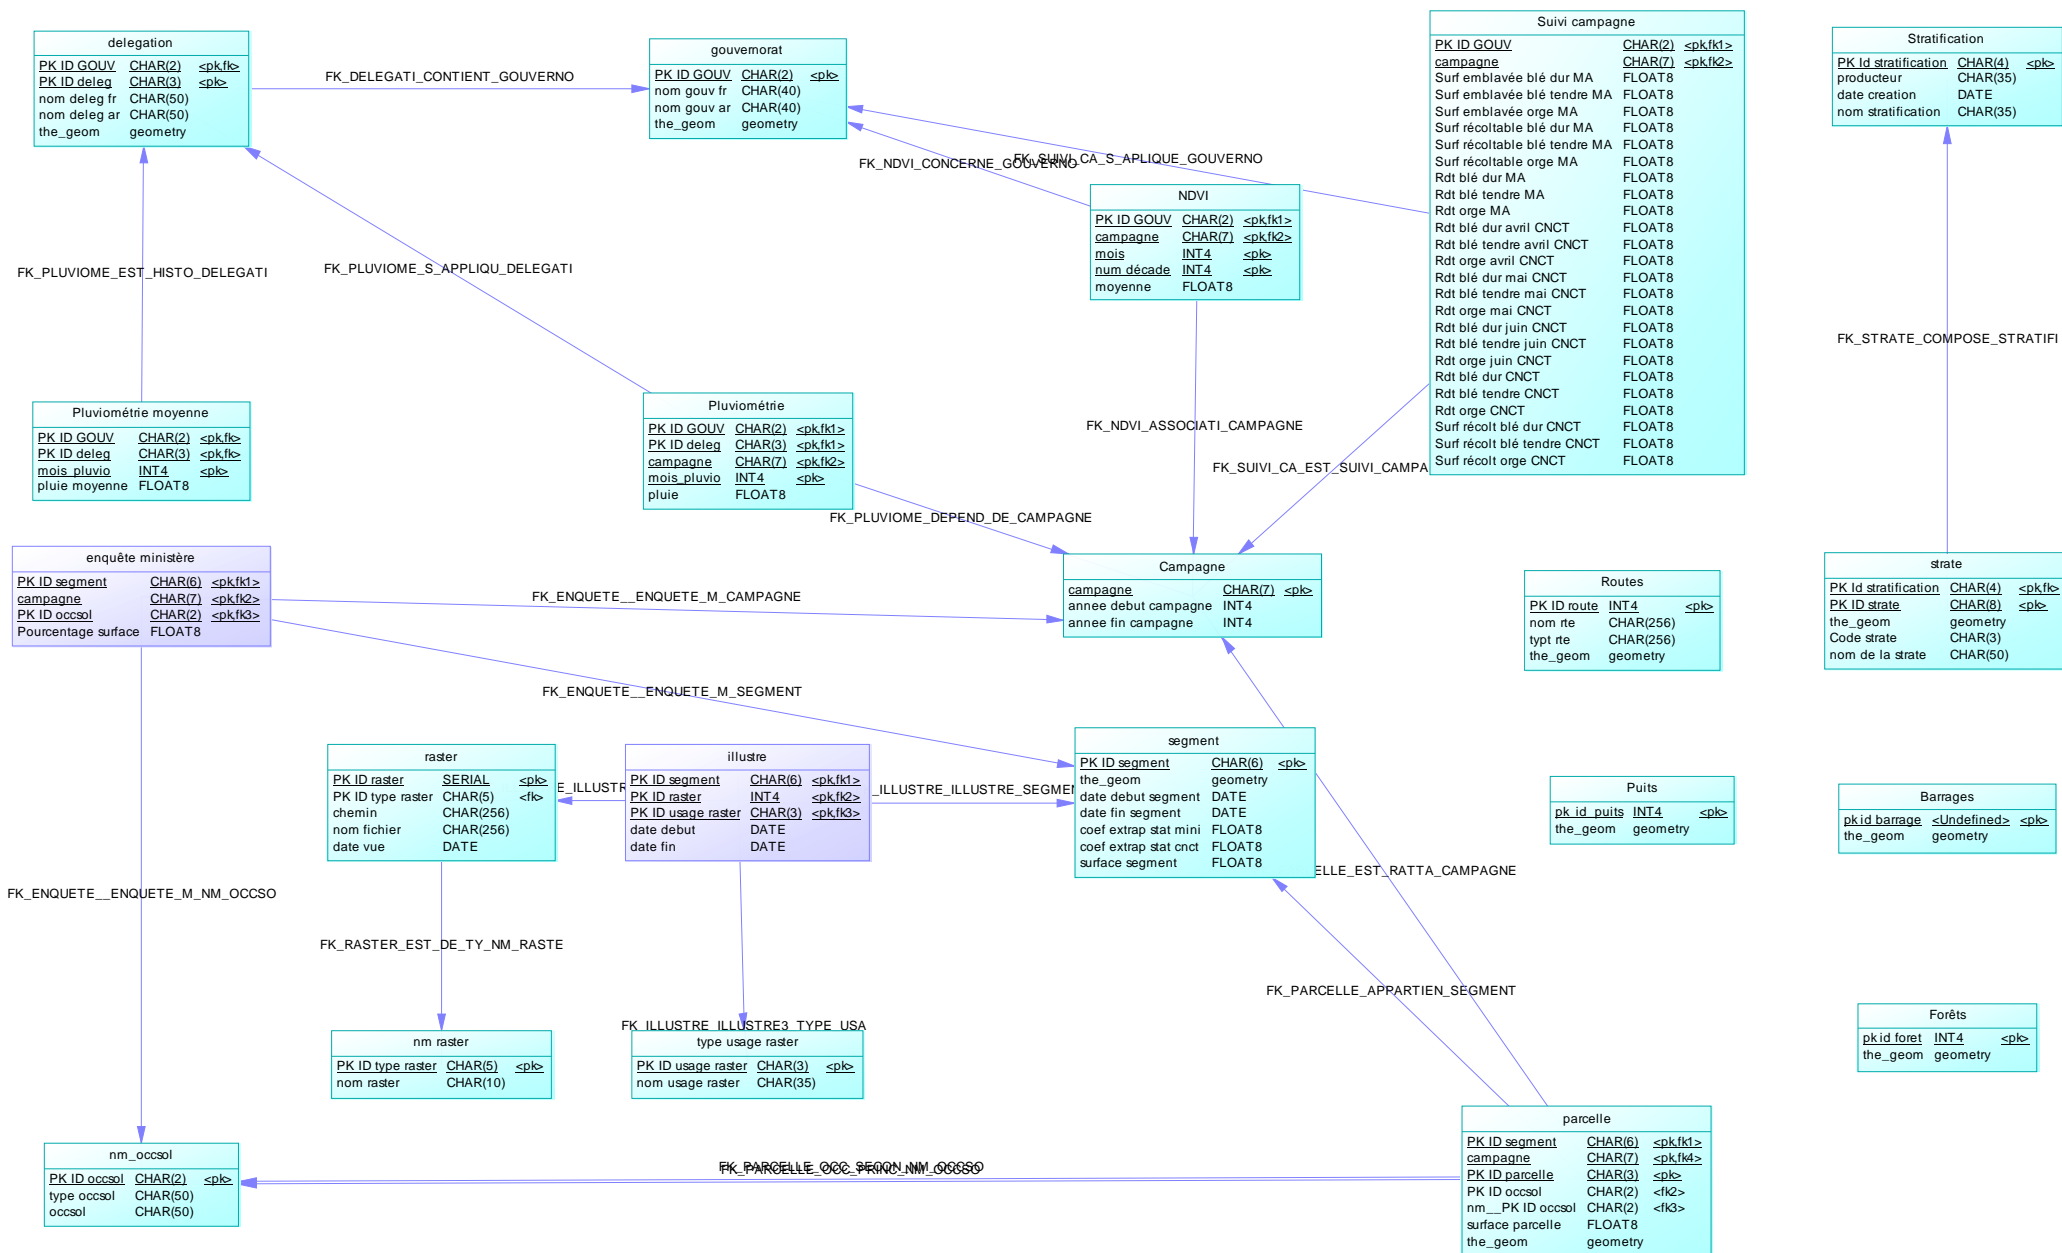 delegation
PK ID GOUV CHAR(2) <pk,fk>
PK ID deleg CHAR(3) <pk>
nom deleg fr CHAR(50)
nom deleg ar CHAR(50)
the_geom geometry
FK_DELEGATI_CONTIENT_GOUVERNO
gouvernorat
PK ID GOUV CHAR(2) <pk>
nom gouv fr CHAR(40)
nom gouv ar CHAR(40)
the_geom geometry
Suivi campagne
PK ID GOUV CHAR(2) <pk,fk1>
campagne CHAR(7) <pk,fk2>
Surf emblavée blé dur MA FLOAT8
Surf emblavée blé tendre MA FLOAT8
Surf emblavée orge MA FLOAT8
Surf récoltable blé dur MA FLOAT8
Surf récoltable blé tendre MA FLOAT8
Surf récoltable orge MA FLOAT8
Rdt blé dur MA FLOAT8
Rdt blé tendre MA FLOAT8
Rdt orge MA FLOAT8
Rdt blé dur avril CNCT FLOAT8
Rdt blé tendre avril CNCT FLOAT8
Rdt orge avril CNCT FLOAT8
Rdt blé dur mai CNCT FLOAT8
Rdt blé tendre mai CNCT FLOAT8
Rdt orge mai CNCT FLOAT8
Rdt blé dur juin CNCT FLOAT8
Rdt blé tendre juin CNCT FLOAT8
Rdt orge juin CNCT FLOAT8
Rdt blé dur CNCT FLOAT8
Rdt blé tendre CNCT FLOAT8
Rdt orge CNCT FLOAT8
Surf récolt blé dur CNCT FLOAT8
Surf récolt blé tendre CNCT FLOAT8
Surf récolt orge CNCT FLOAT8
Stratification
PK Id stratification CHAR(4) <pk>
producteur CHAR(35)
date creation DATE
nom stratification CHAR(35)
FK_NDVI_CONCERNE_GOUVERNO
FK_SUIVI_CA_S_APLIQUE_GOUVERNO
NDVI
PK ID GOUV CHAR(2) <pk,fk1>
campagne CHAR(7) <pk,fk2>
mois INT4 <pk>
num décade INT4 <pk>
moyenne FLOAT8
FK_PLUVIOME_EST_HISTO_DELEGATI
FK_PLUVIOME_S_APPLIQU_DELEGATI
FK_STRATE_COMPOSE_STRATIFI
Pluviométrie moyenne
PK ID GOUV CHAR(2) <pk,fk>
PK ID deleg CHAR(3) <pk,fk>
mois_pluvio INT4 <pk>
pluie moyenne FLOAT8
Pluviométrie
PK ID GOUV CHAR(2) <pk,fk1>
PK ID deleg CHAR(3) <pk,fk1>
campagne CHAR(7) <pk,fk2>
mois_pluvio INT4 <pk>
pluie FLOAT8
FK_NDVI_ASSOCIATI_CAMPAGNE
FK_SUIVI_CA_EST_SUIVI_CAMPA
FK_PLUVIOME_DEPEND_DE_CAMPAGNE
enquête ministère
PK ID segment CHAR(6) <pk,fk1>
campagne CHAR(7) <pk,fk2>
PK ID occsol CHAR(2) <pk,fk3>
Pourcentage surface FLOAT8
FK_ENQUETE__ENQUETE_M_CAMPAGNE
Campagne
campagne CHAR(7) <pk>
annee debut campagne INT4
annee fin campagne INT4
Routes
PK ID route INT4 <pk>
nom rte CHAR(256)
typt rte CHAR(256)
the_geom geometry
strate
PK Id stratification CHAR(4) <pk,fk>
PK ID strate CHAR(8) <pk>
the_geom geometry
Code strate CHAR(3)
nom de la strate CHAR(50)
FK_ENQUETE__ENQUETE_M_SEGMENT
raster
PK ID raster SERIAL <pk>
PK ID type raster CHAR(5) <fk>
chemin CHAR(256)
nom fichier CHAR(256)
date vue DATE
E_ILLUSTR
illustre
PK ID segment CHAR(6) <pk,fk1>
PK ID raster INT4 <pk,fk2>
PK ID usage raster CHAR(3) <pk,fk3>
date debut DATE
date fin DATE
_ILLUSTRE_ILLUSTRE_SEGMEN
segment
PK ID segment CHAR(6) <pk>
the_geom geometry
date debut segment DATE
date fin segment DATE
coef extrap stat mini FLOAT8
coef extrap stat cnct FLOAT8
surface segment FLOAT8
Puits
pk_id_puits INT4 <pk>
the_geom geometry
Barrages
pk id barrage <Undefined> <pk>
the_geom geometry
ELLE_EST_RATTA_CAMPAGNE
FK_ENQUETE__ENQUETE_M_NM_OCCSO
FK_RASTER_EST_DE_TY_NM_RASTE
FK_PARCELLE_APPARTIEN_SEGMENT
FK_ILLUSTRE_ILLUSTRE3_TYPE_USA
nm raster
PK ID type raster CHAR(5) <pk>
nom raster CHAR(10)
type usage raster
PK ID usage raster CHAR(3) <pk>
nom usage raster CHAR(35)
Forêts
pk id foret INT4 <pk>
the_geom geometry
nm_occsol
PK ID occsol CHAR(2) <pk>
type occsol CHAR(50)
occsol CHAR(50)
FK_PARCELLE_OCC_SECON_NM_OCCSO
FK_PARCELLE_OCC_PRINC_NM_OCCSO
parcelle
PK ID segment CHAR(6) <pk,fk1>
campagne CHAR(7) <pk,fk4>
PK ID parcelle CHAR(3) <pk>
PK ID occsol CHAR(2) <fk2>
nm__PK ID occsol CHAR(2) <fk3>
surface parcelle FLOAT8
the_geom geometry